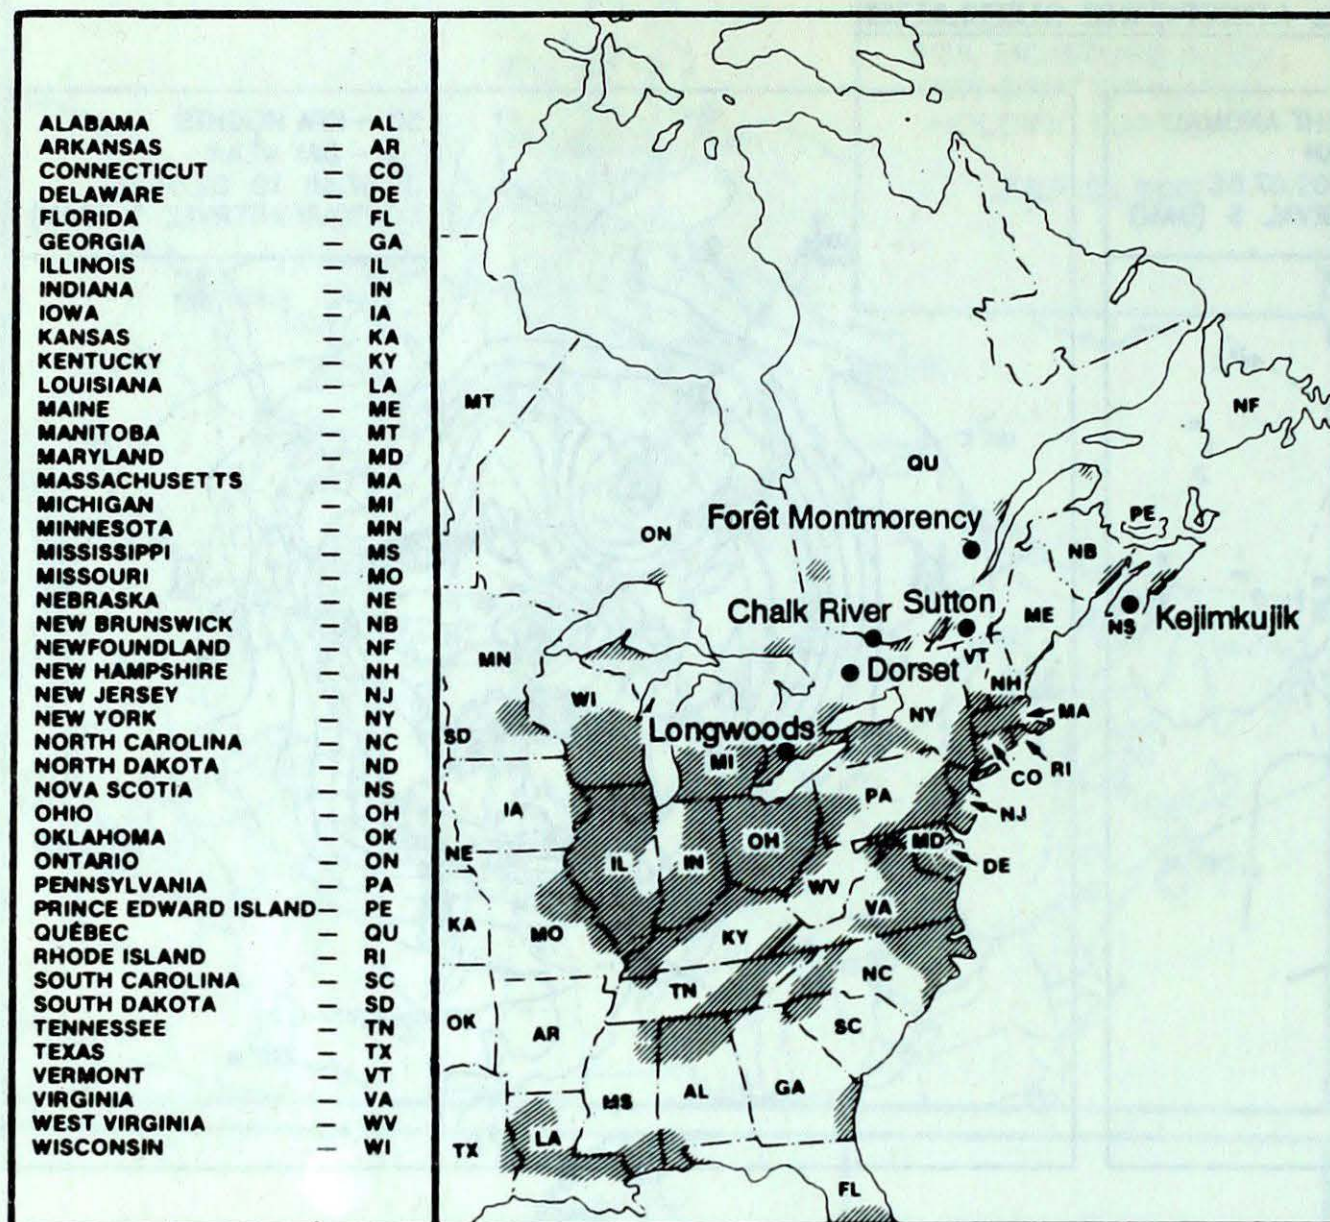 ALABAMA — AL
ARKANSAS — AR
CONNECTICUT — CO
DELAWARE — DE
FLORIDA — FL
GEORGIA — GA
ILLINOIS — IL
INDIANA — IN
IOWA — IA
KANSAS — KA
KENTUCKY — KY
LOUISIANA — LA
MAINE — ME
MANITOBA — MT
MARYLAND — MD
MASSACHUSETTS — MA
MICHIGAN — MI
MINNESOTA — MN
MISSISSIPPI — MS
MISSOURI — MO
NEBRASKA — NE
NEW BRUNSWICK — NB
NEWFOUNDLAND — NF
NEW HAMPSHIRE — NH
NEW JERSEY — NJ
NEW YORK — NY
NORTH CAROLINA — NC
NORTH DAKOTA — ND
NOVA SCOTIA — NS
OHIO — OH
OKLAHOMA — OK
ONTARIO — ON
PENNSYLVANIA — PA
PRINCE EDWARD ISLAND — PE
QUÉBEC — QU
RHODE ISLAND — RI
SOUTH CAROLINA — SC
SOUTH DAKOTA — SD
TENNESSEE — TN
TEXAS — TX
VERMONT — VT
VIRGINIA — VA
WEST VIRGINIA — WV
WISCONSIN — WI
MT
NF
QU
Forêt Montmorency
PE
ON
NB
Chalk River
Sutton
ME
NS
Kejimkujik
MN
VT
Dorset
NH
WI
NY
MA
SD
Longwoods
MI
RI
CO
IA
PA
NJ
OH
MD
NE
IL
IN
DE
WV
VA
KA
MO
KY
NC
TN
OK
AR
SC
AL
GA
MS
LA
TX
FL